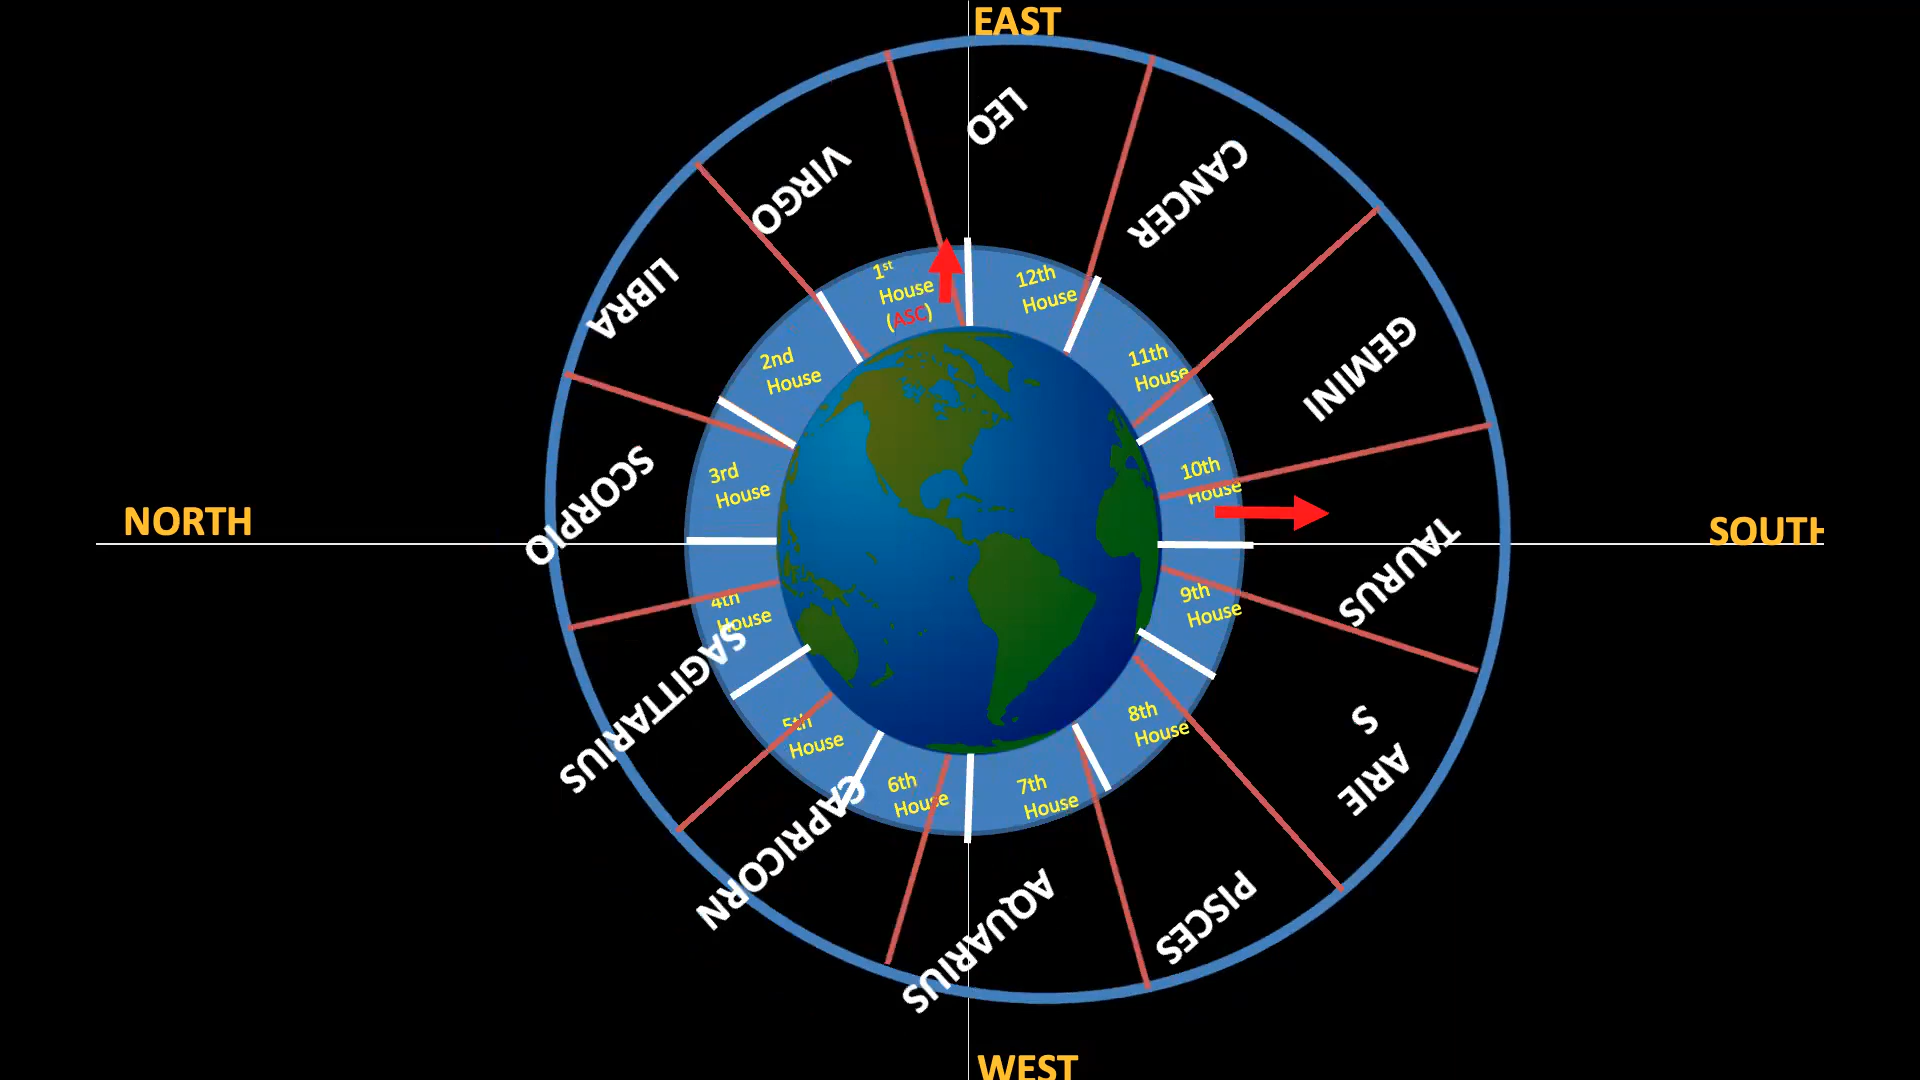 EAST
LEO
CANCER
VIRGO
GEMINI
LIBRA
1st
House
(ASC)
12th
House
2nd
House
11th
House
SCORPIO
3rd
House
10th
House
NORTH
SOUTH
TAURUS
4th
House
9th
House
SAGITTARIUS
5th
House
8th
House
ARIE
S
CAPRICORN
6th
House
7th
House
AQUARIUS
PISCES
WEST